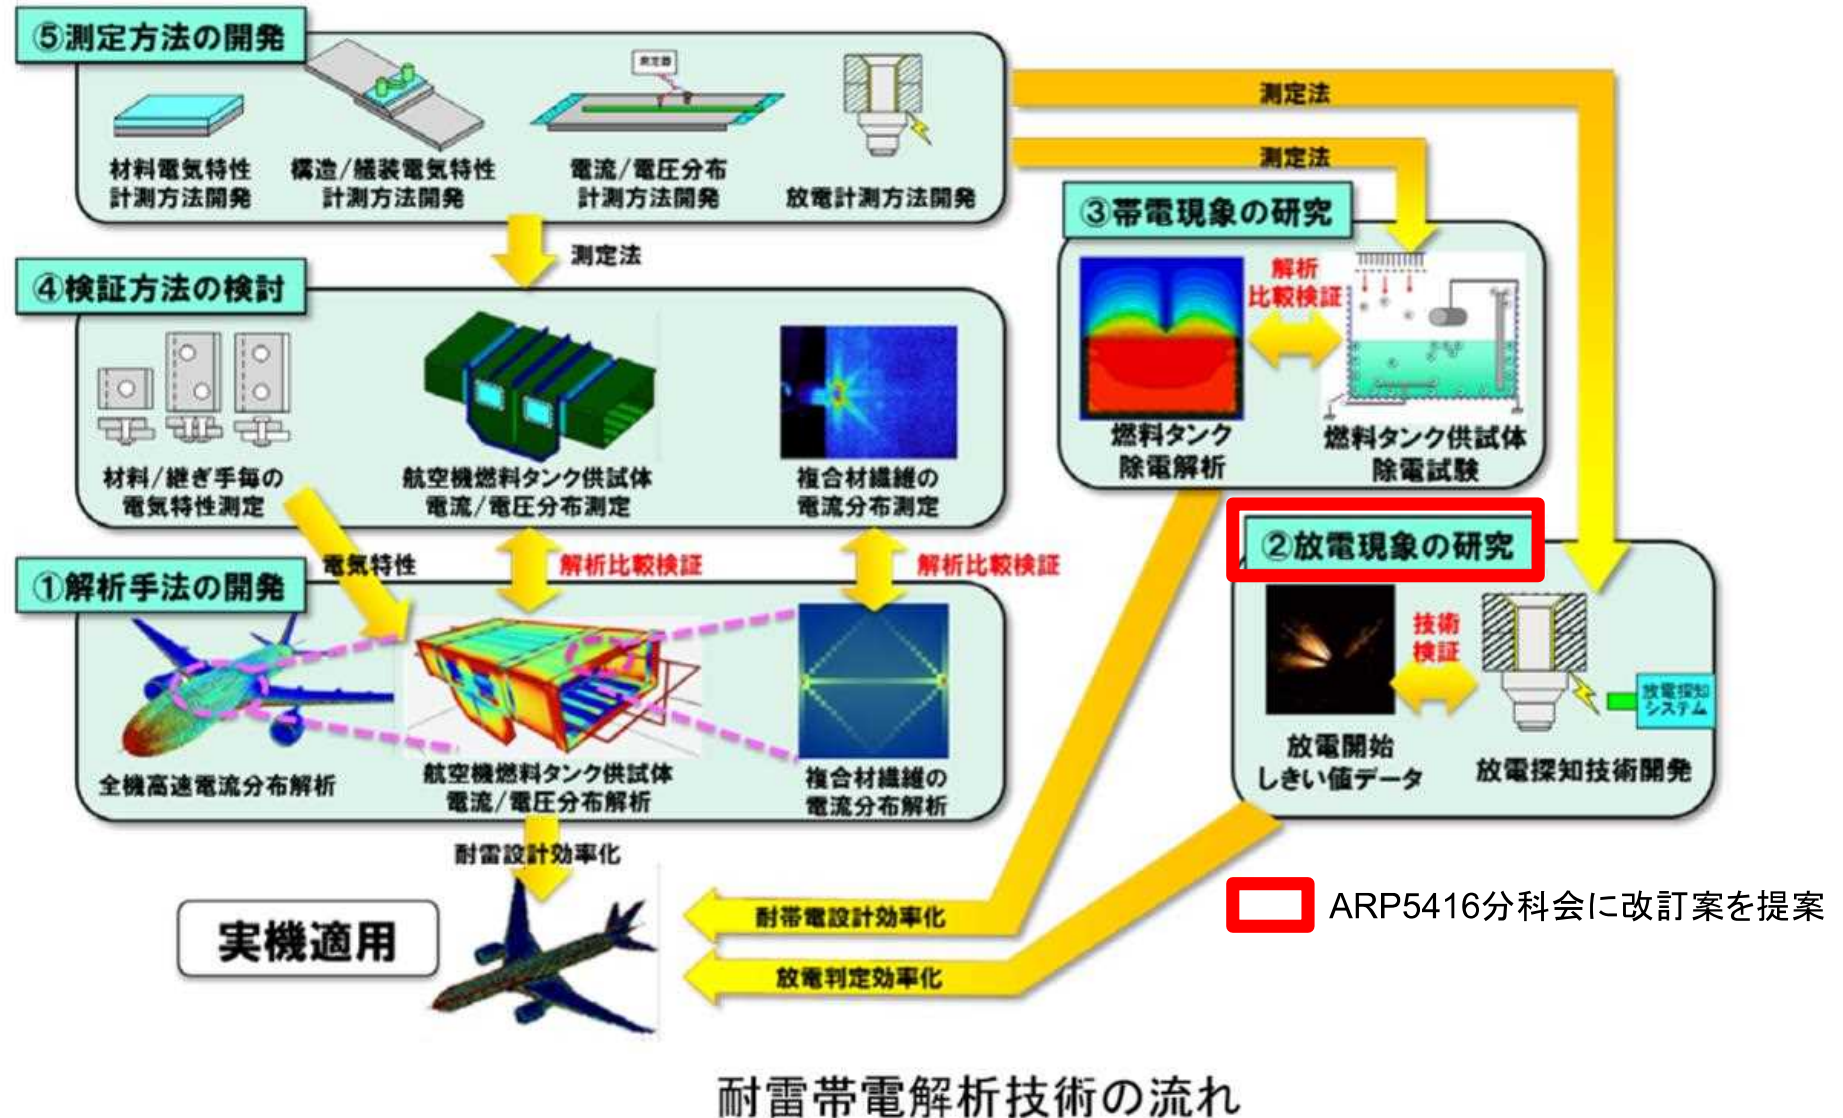 ⑤測定方法の開発
測定器
材料電気特性
計測方法開発
構造/艤装電気特性
計測方法開発
電流/電圧分布
計測方法開発
放電計測方法開発
測定法
測定法
測定法
④検証方法の検討
材料/継ぎ手毎の
電気特性測定
航空機燃料タンク供試体
電流/電圧分布測定
複合材繊維の
電流分布測定
③帯電現象の研究
解析
比較検証
燃料タンク
除電解析
燃料タンク供試体
除電試験
電気特性
解析比較検証
解析比較検証
①解析手法の開発
全機高速電流分布解析
航空機燃料タンク供試体
電流/電圧分布解析
複合材繊維の
電流分布解析
②放電現象の研究
技術
検証
放電探知
システム
放電開始
しきい値データ
放電探知技術開発
耐雷設計効率化
実機適用
耐帯電設計効率化
放電判定効率化
ARP5416分科会に改訂案を提案
耐雷帯電解析技術の流れ